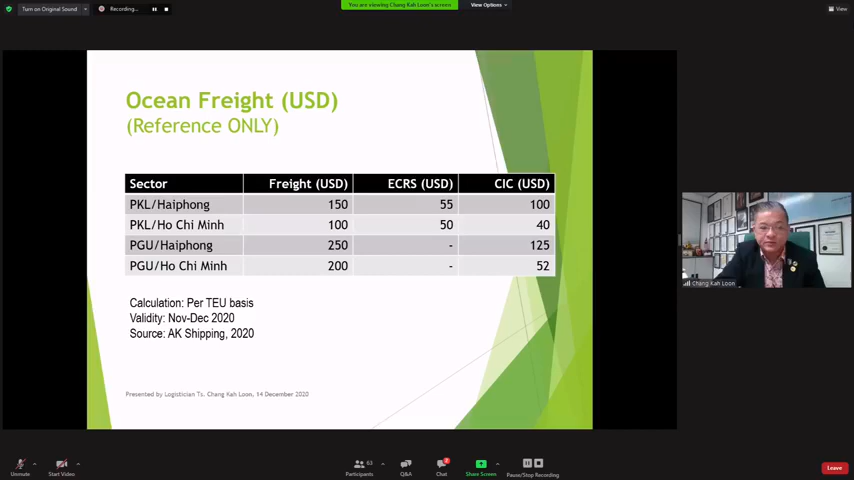 Turn on Original Sound
Recording...
You are viewing Chang Kah Loon's screen
View Options
View
Ocean Freight (USD)
(Reference ONLY)
Sector Freight (USD) ECRS (USD) CIC (USD)
PKL/Haiphong 150 55 100
PKL/Ho Chi Minh 100 50 40
PGU/Haiphong 250 - 125
PGU/Ho Chi Minh 200 - 52
Calculation: Per TEU basis
Validity: Nov-Dec 2020
Source: AK Shipping, 2020
Presented by Logistician Ts. Chang Kah Loon, 14 December 2020
Chang Kah Loon
Unmute
Start Video
Participants 63
Q&A
Chat 2
Share Screen
Pause/Stop Recording
Leave